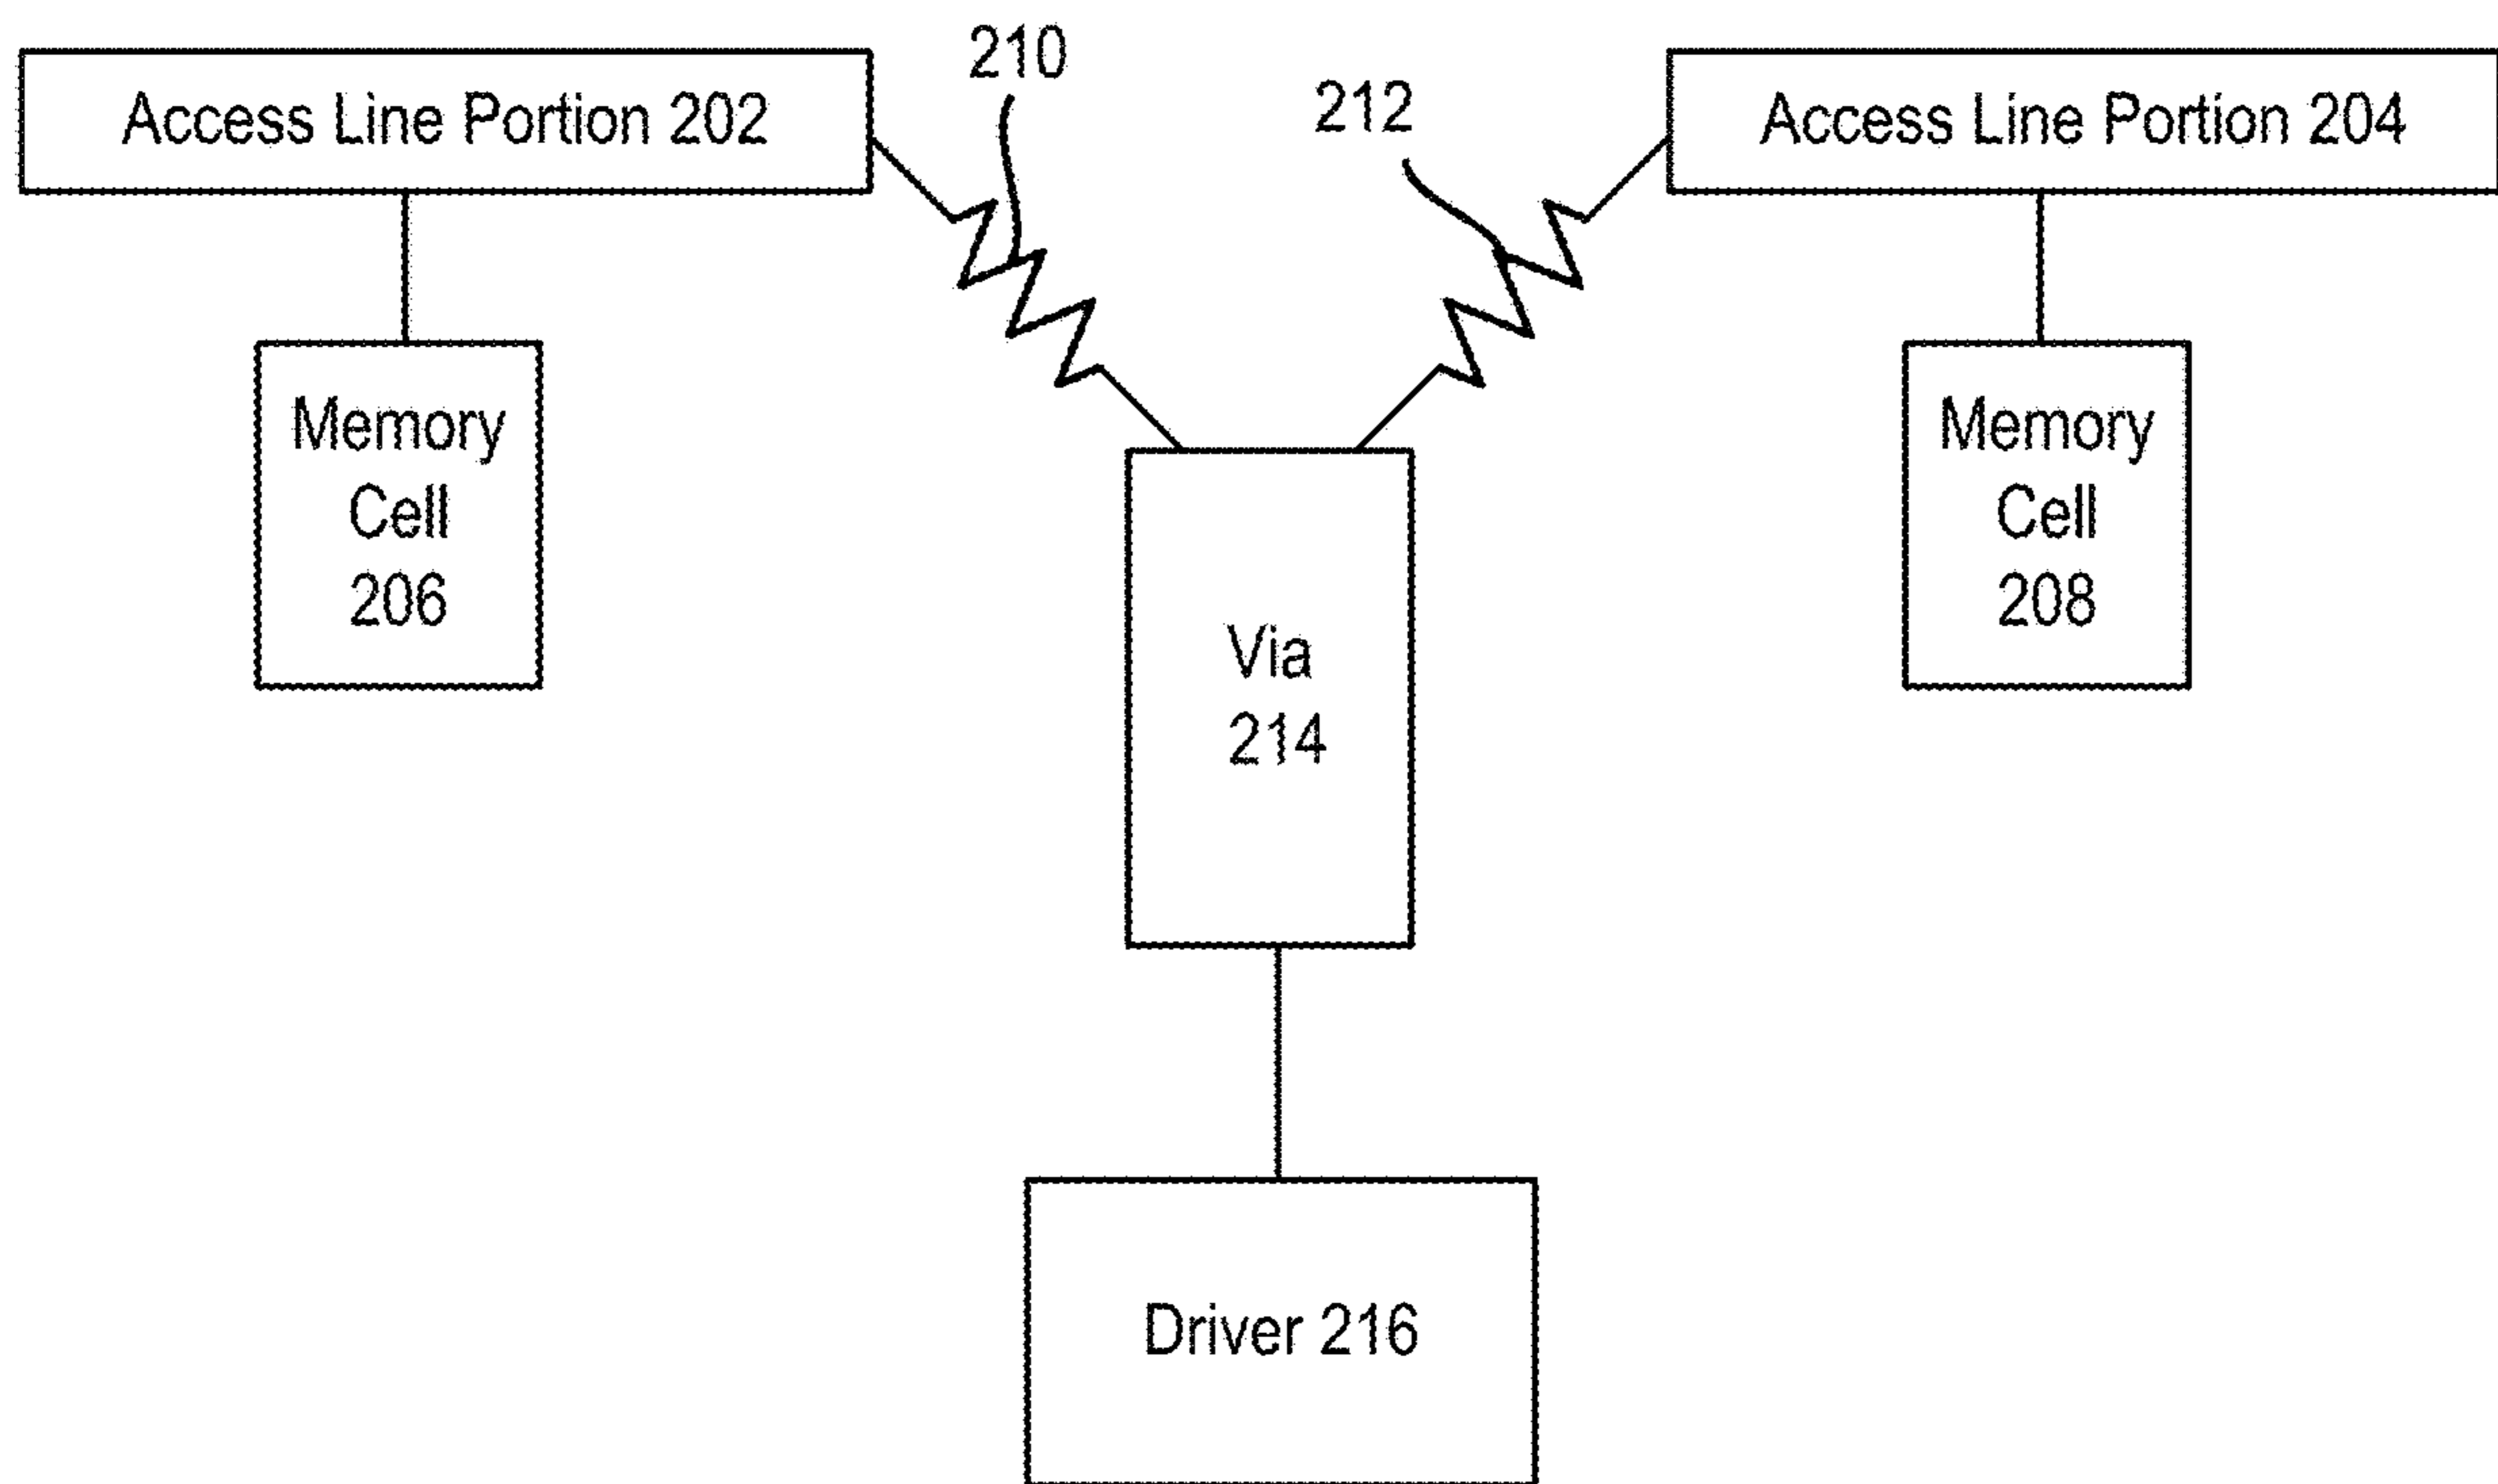 210
Access Line Portion 202
212
Access Line Portion 204
Memory
Cell
206
Memory
Cell
208
Via
214
Driver 216